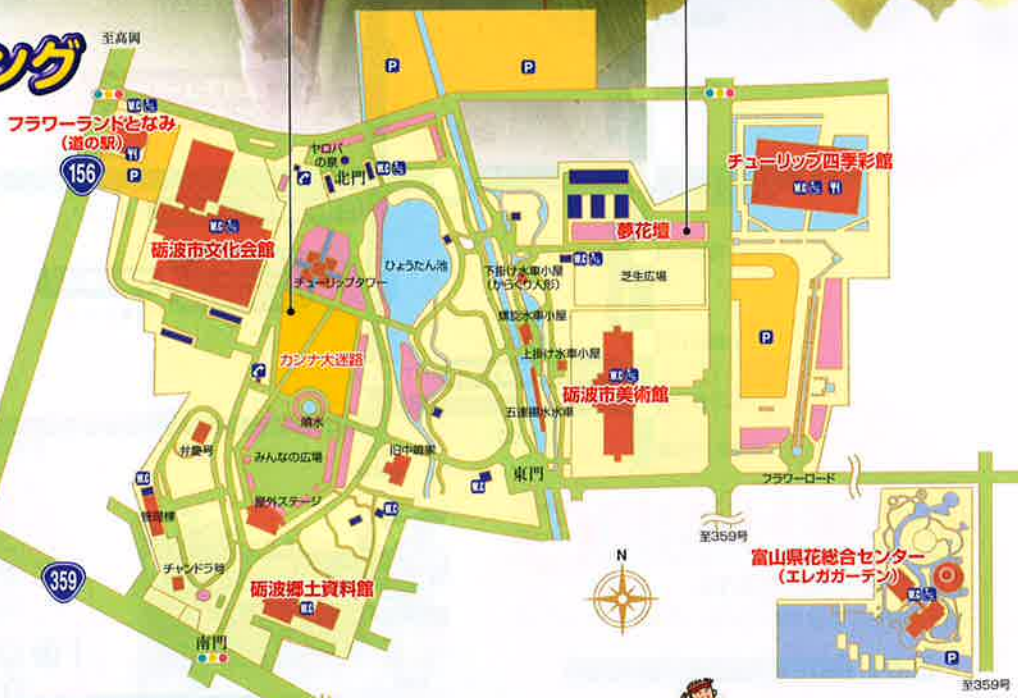 ング
至高岡
W.C
フラワーランドとなみ
(道の駅)
P
156
P
P
ヤロパ
の泉
北門
W.C
チューリップ四季彩館
W.C
W.C
砺波市文化会館
夢花壇
チューリップタワー
ひょうたん池
下掛け水車小屋
(からくり人形)
W.C
芝生広場
螺旋水車小屋
上掛け水車小屋
カンナ大迷路
P
W.C
砺波市美術館
五連揚水水車
噴水
弁慶号
みんなの広場
旧中嶋家
東門
フラワーロード
W.C
W.C
屋外ステージ
W.C
管理棟
至359号
N
チャンドラ号
359
砺波郷土資料館
W.C
富山県花総合センター
(エレガガーデン)
W.C
南門
P
至359号